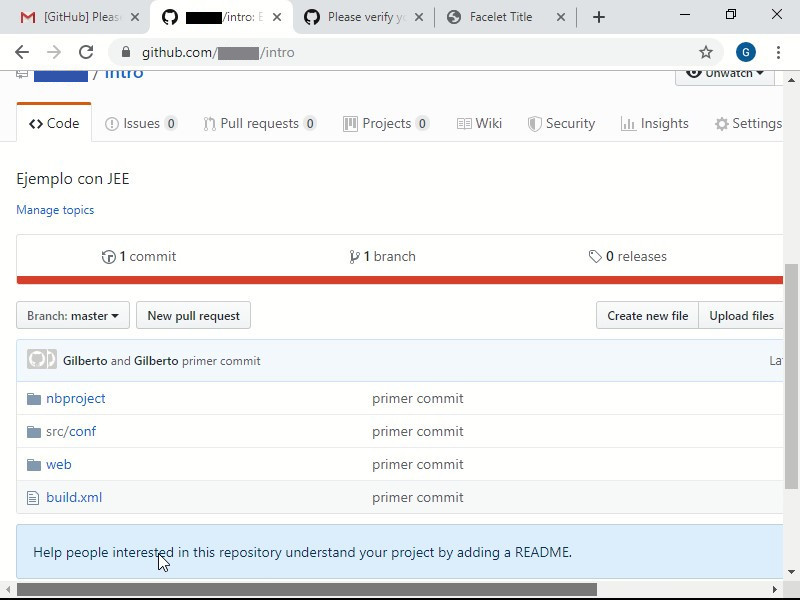 [GitHub] Pleas
/intro: E
Please verify yo
Facelet Title
github.com/ /intro
G
/ intro
Unwatch
Code
Issues 0
Pull requests 0
Projects 0
Wiki
Security
Insights
Settings
Ejemplo con JEE
Manage topics
1 commit
1 branch
0 releases
Branch: master
New pull request
Create new file
Upload files
Gilberto and Gilberto primer commit
La
nbproject primer commit
src/conf primer commit
web primer commit
build.xml primer commit
Help people interested in this repository understand your project by adding a README.